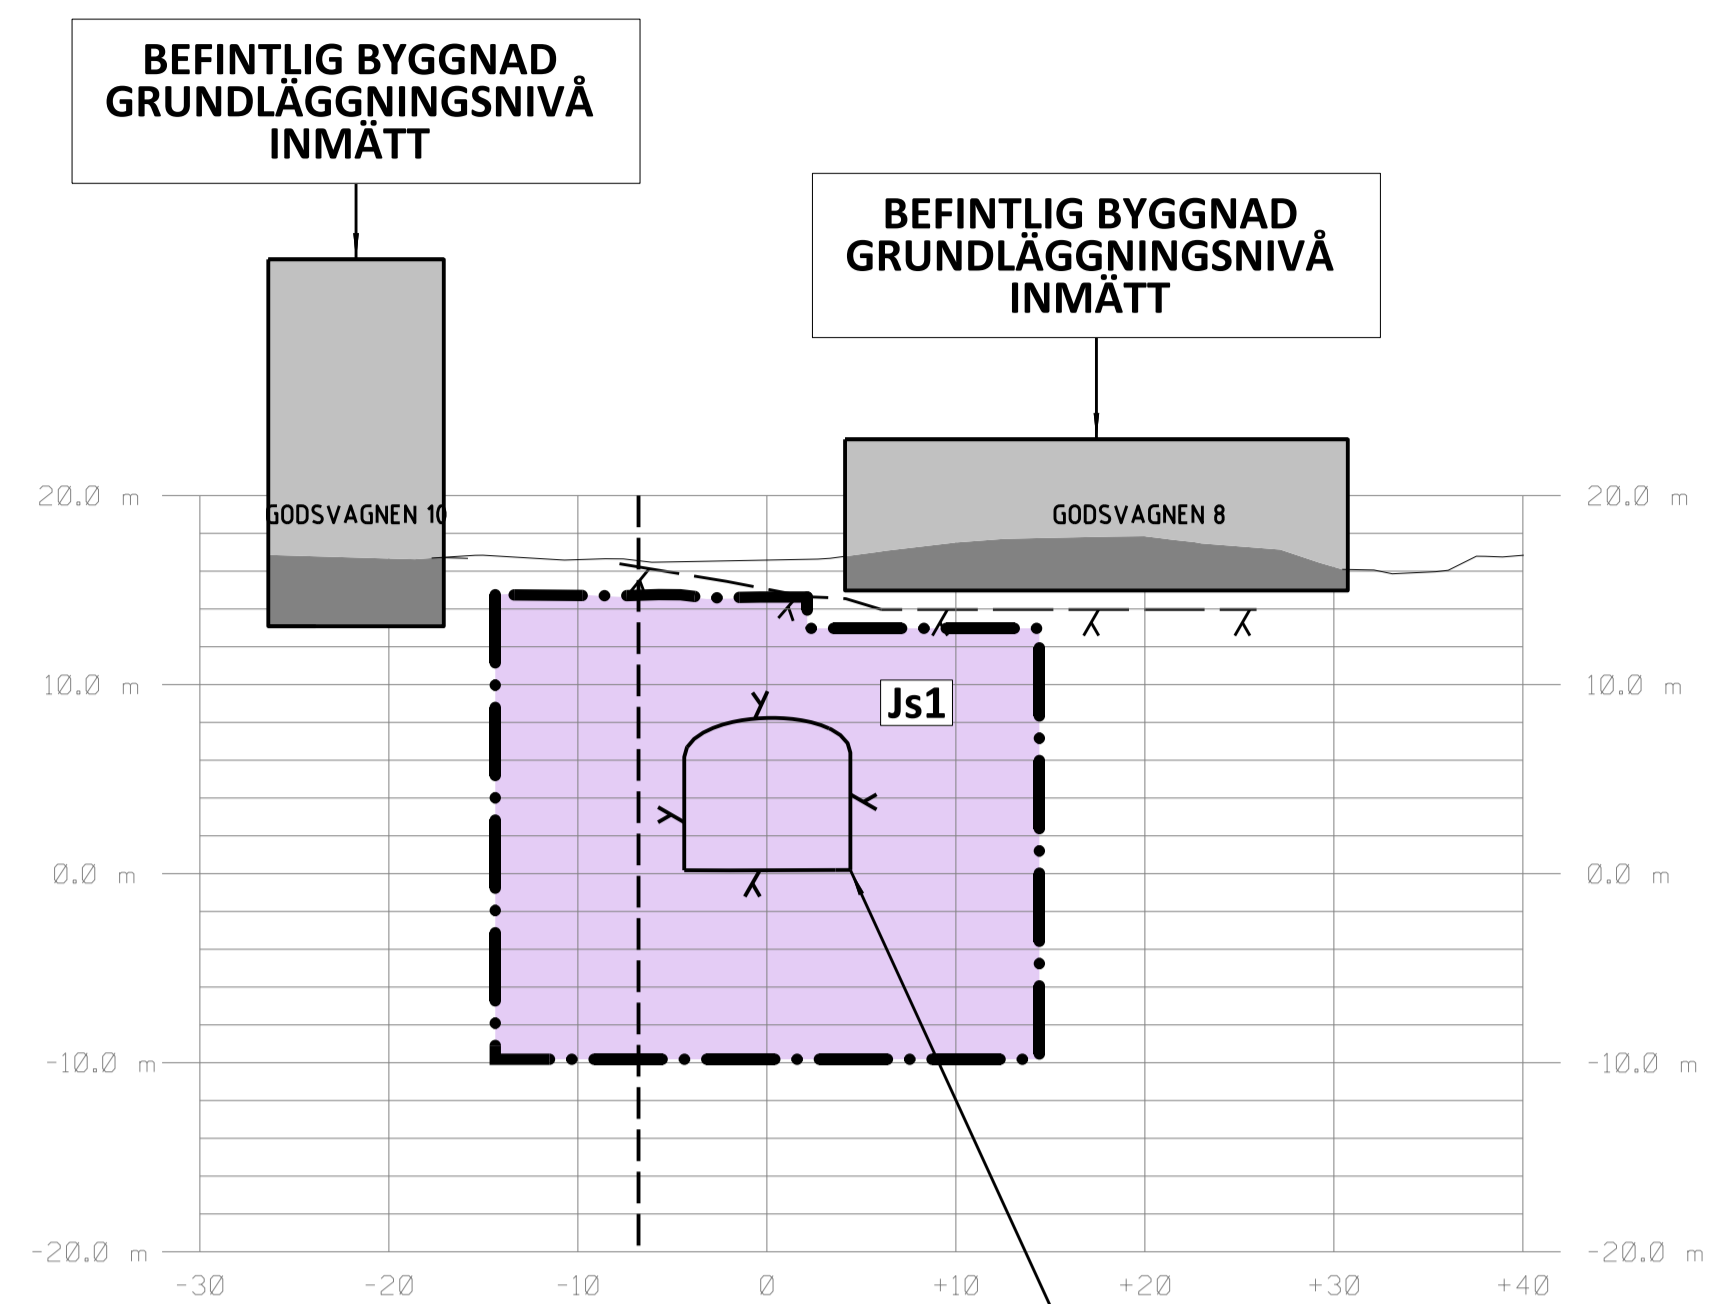 BEFINTLIG BYGGNAD
GRUNDLÄGGNINGSNIVÅ
INMÄTT
BEFINTLIG BYGGNAD
GRUNDLÄGGNINGSNIVÅ
INMÄTT
GODSVAGNEN 10
GODSVAGNEN 8
20.0 m
20.0 m
Js1
10.0 m
10.0 m
0.0 m
0.0 m
-10.0 m
-10.0 m
-20.0 m
-20.0 m
-30 -20 -10 0 +10 +20 +30 +40